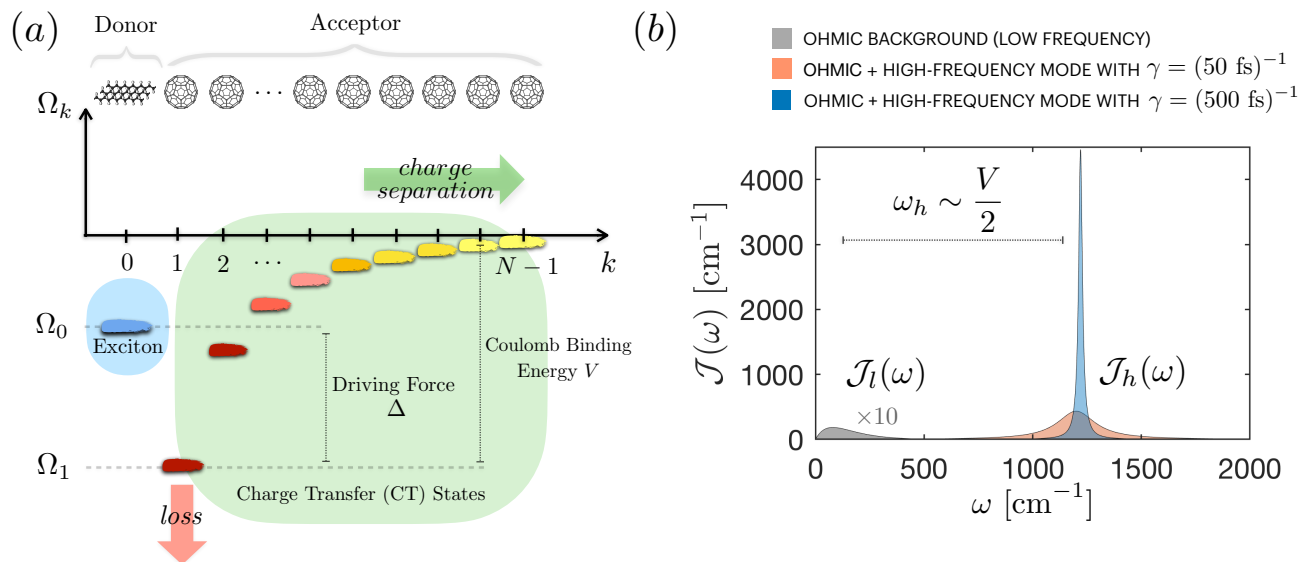 (a)
Donor
Acceptor
Ω_k
...
charge
separation
0 1 2 ... N − 1 k
Ω_0
Exciton
Driving Force
Δ
Coulomb Binding
Energy V
Ω_1
Charge Transfer (CT) States
loss
(b)
OHMIC BACKGROUND (LOW FREQUENCY)
OHMIC + HIGH-FREQUENCY MODE WITH γ = (50 fs)^{-1}
OHMIC + HIGH-FREQUENCY MODE WITH γ = (500 fs)^{-1}
𝒥(ω) [cm^{-1}]
4000
3000
2000
1000
0
ω_h ∼ V/2
𝒥_l(ω)
×10
𝒥_h(ω)
0 500 1000 1500 2000
ω [cm^{-1}]